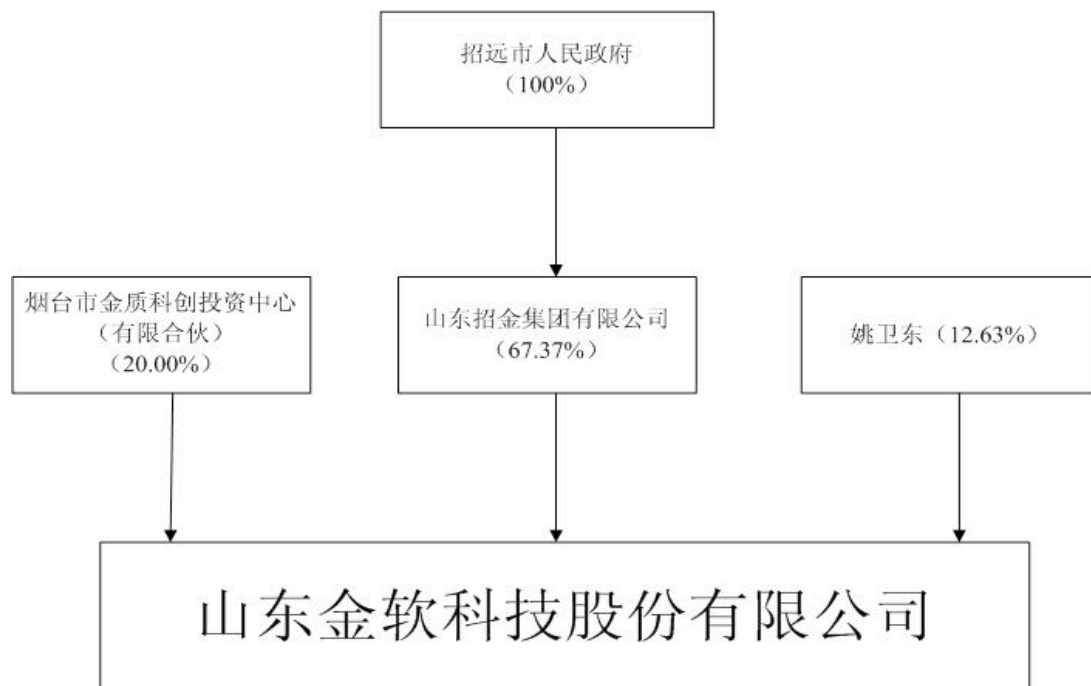 招远市人民政府
（100%）
烟台市金质科创投资中心
（有限合伙）
（20.00%）
山东招金集团有限公司
（67.37%）
姚卫东（12.63%）
山东金软科技股份有限公司